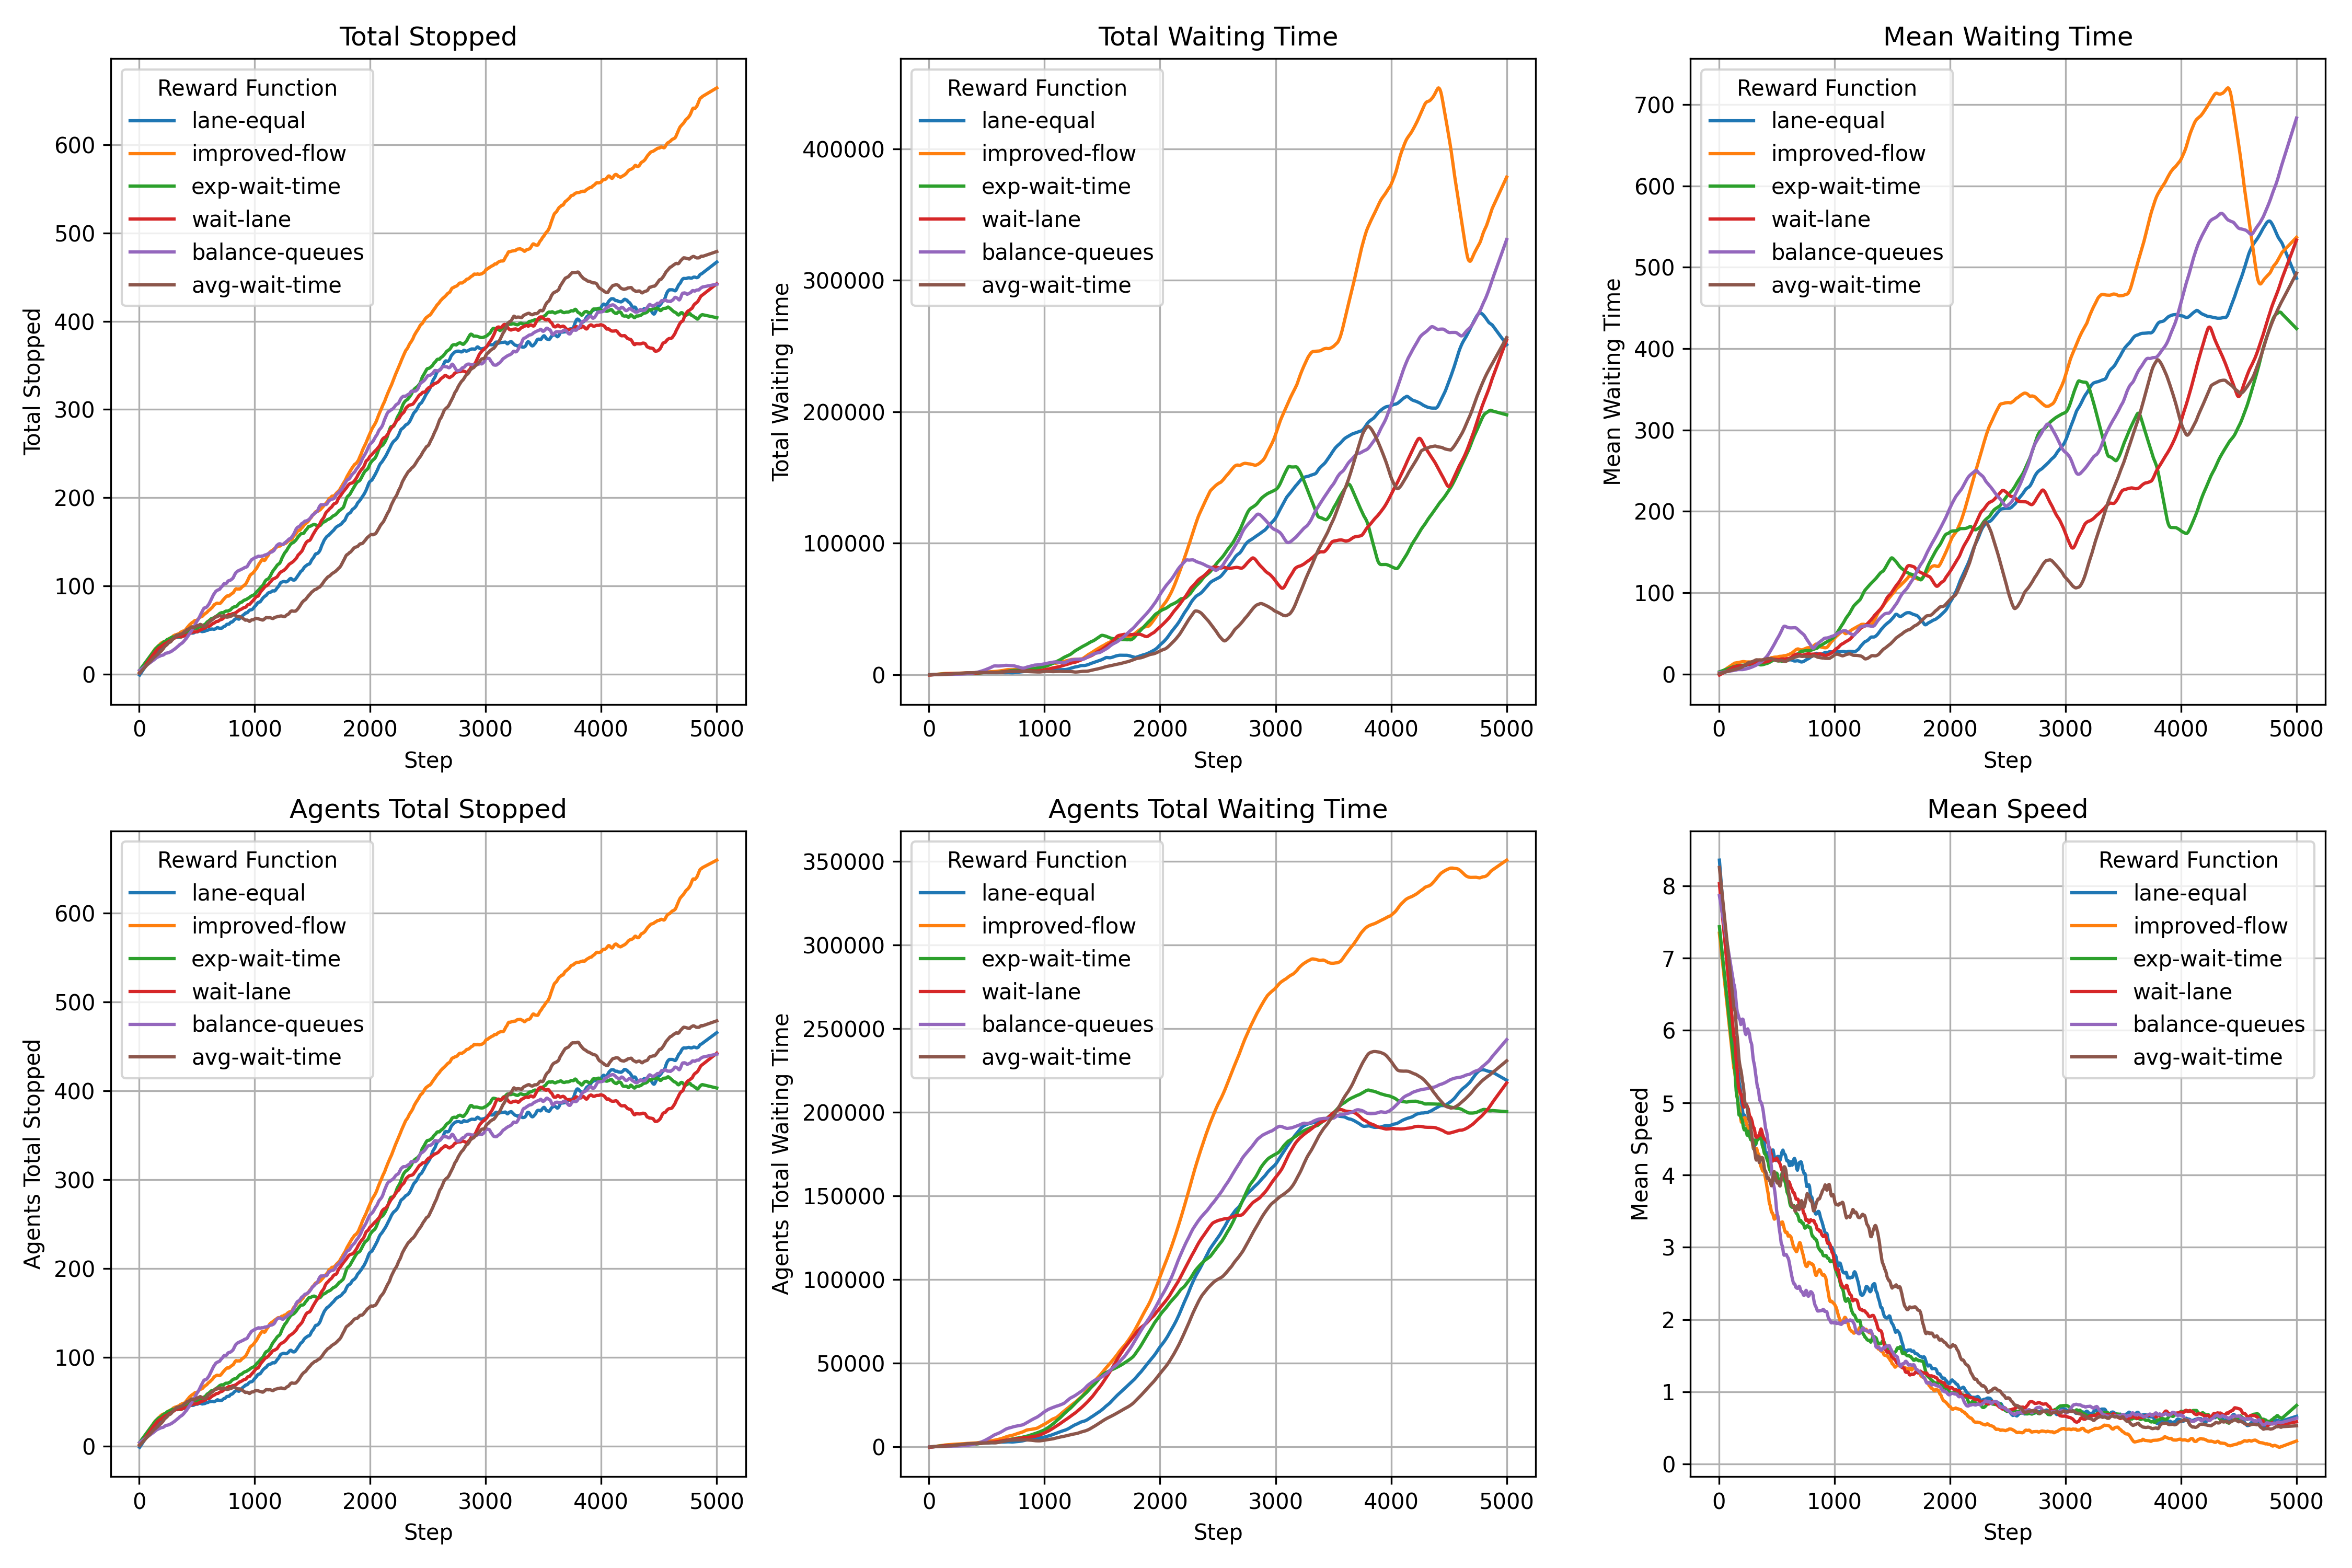 Total Stopped
Total Stopped
600
500
400
300
200
100
0
Reward Function
lane-equal
improved-flow
exp-wait-time
wait-lane
balance-queues
avg-wait-time
0 1000 2000 3000 4000 5000
Step
Total Waiting Time
Total Waiting Time
400000
300000
200000
100000
0
Reward Function
lane-equal
improved-flow
exp-wait-time
wait-lane
balance-queues
avg-wait-time
0 1000 2000 3000 4000 5000
Step
Mean Waiting Time
Mean Waiting Time
700
600
500
400
300
200
100
0
Reward Function
lane-equal
improved-flow
exp-wait-time
wait-lane
balance-queues
avg-wait-time
0 1000 2000 3000 4000 5000
Step
Agents Total Stopped
Agents Total Stopped
600
500
400
300
200
100
0
Reward Function
lane-equal
improved-flow
exp-wait-time
wait-lane
balance-queues
avg-wait-time
0 1000 2000 3000 4000 5000
Step
Agents Total Waiting Time
Agents Total Waiting Time
350000
300000
250000
200000
150000
100000
50000
0
Reward Function
lane-equal
improved-flow
exp-wait-time
wait-lane
balance-queues
avg-wait-time
0 1000 2000 3000 4000 5000
Step
Mean Speed
Mean Speed
8
7
6
5
4
3
2
1
0
Reward Function
lane-equal
improved-flow
exp-wait-time
wait-lane
balance-queues
avg-wait-time
0 1000 2000 3000 4000 5000
Step